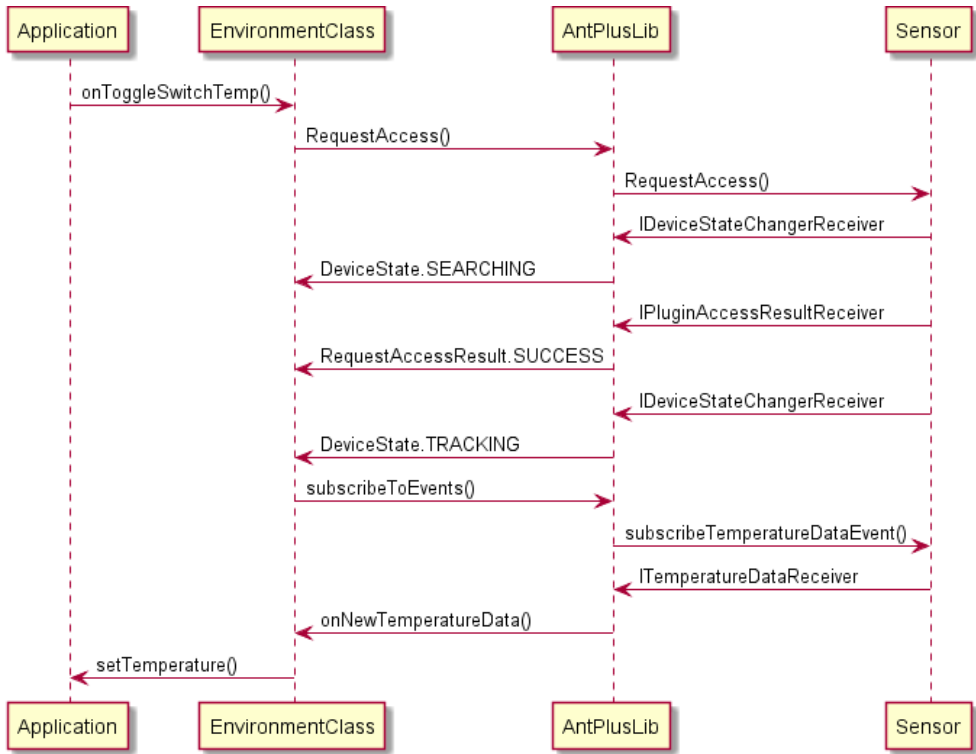 Application EnvironmentClass AntPlusLib Sensor
onToggleSwitchTemp()
RequestAccess()
RequestAccess()
IDeviceStateChangerReceiver
DeviceState.SEARCHING
IPluginAccessResultReceiver
RequestAccessResult.SUCCESS
IDeviceStateChangerReceiver
DeviceState.TRACKING
subscribeToEvents()
subscribeTemperatureDataEvent()
ITemperatureDataReceiver
onNewTemperatureData()
setTemperature()
Application EnvironmentClass AntPlusLib Sensor